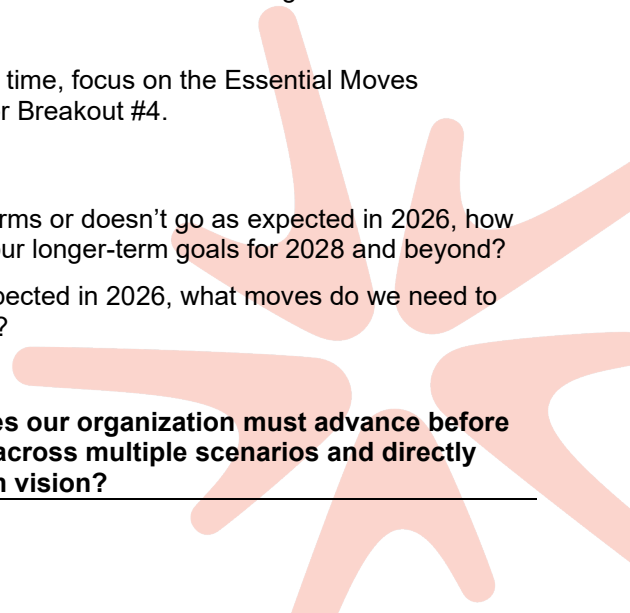 time, focus on the Essential Moves
r Breakout #4.
rms or doesn’t go as expected in 2026, how
ur longer-term goals for 2028 and beyond?
pected in 2026, what moves do we need to
?
es our organization must advance before
across multiple scenarios and directly
n vision?